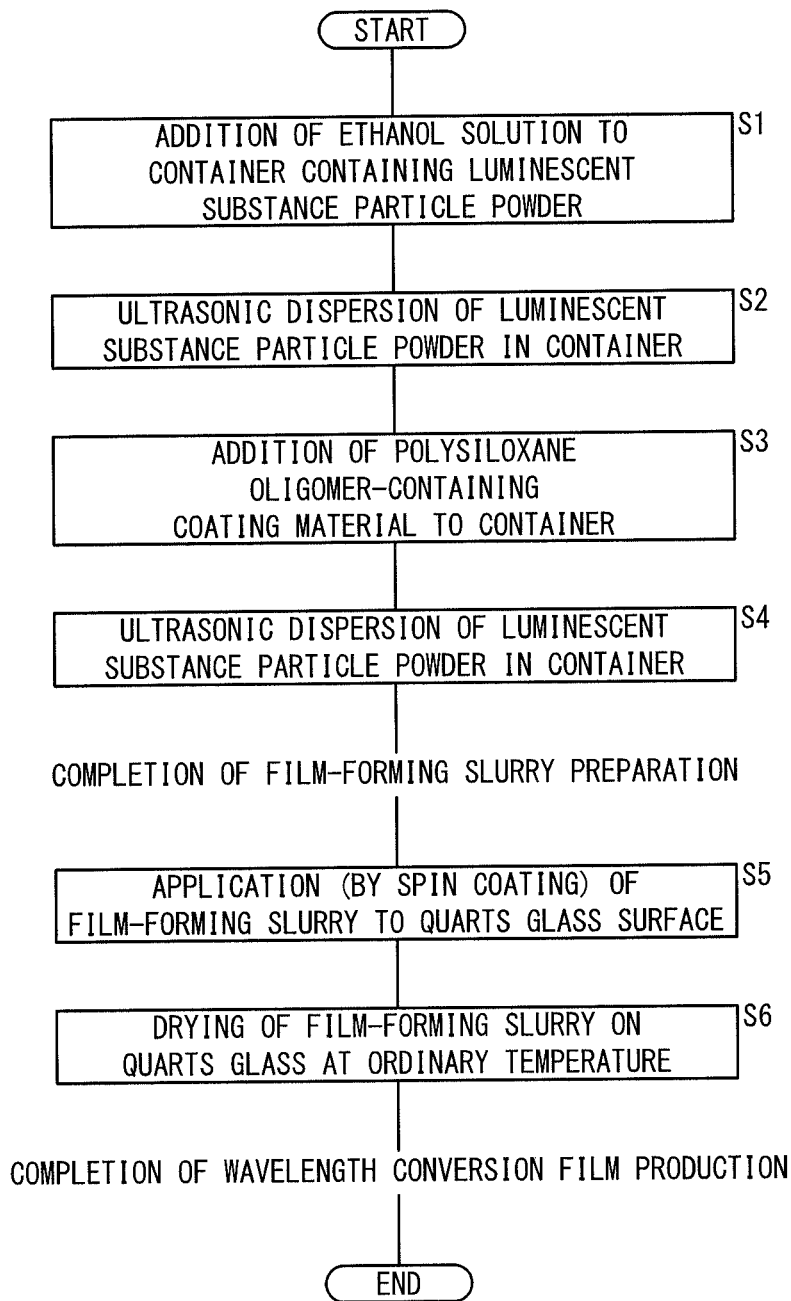 START
S1
ADDITION OF ETHANOL SOLUTION TO
CONTAINER CONTAINING LUMINESCENT
SUBSTANCE PARTICLE POWDER
S2
ULTRASONIC DISPERSION OF LUMINESCENT
SUBSTANCE PARTICLE POWDER IN CONTAINER
S3
ADDITION OF POLYSILOXANE
OLIGOMER-CONTAINING
COATING MATERIAL TO CONTAINER
S4
ULTRASONIC DISPERSION OF LUMINESCENT
SUBSTANCE PARTICLE POWDER IN CONTAINER
COMPLETION OF FILM-FORMING SLURRY PREPARATION
S5
APPLICATION (BY SPIN COATING) OF
FILM-FORMING SLURRY TO QUARTS GLASS SURFACE
S6
DRYING OF FILM-FORMING SLURRY ON
QUARTS GLASS AT ORDINARY TEMPERATURE
COMPLETION OF WAVELENGTH CONVERSION FILM PRODUCTION
END